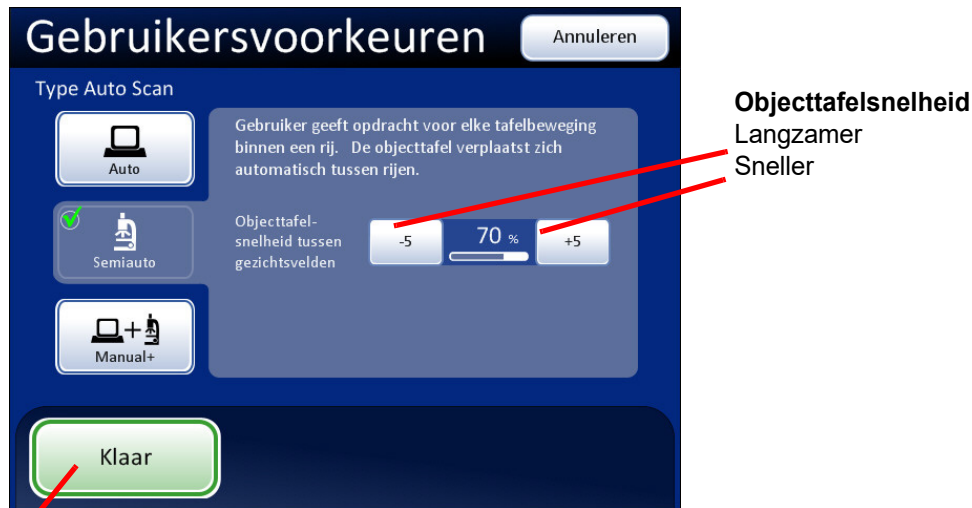 Gebruikersvoorkeuren
Annuleren
Type Auto Scan
Auto
Gebruiker geeft opdracht voor elke tafelbeweging
binnen een rij. De objecttafel verplaatst zich
automatisch tussen rijen.
Semiauto
Objecttafel-
snelheid tussen
gezichtsvelden
-5
70 %
+5
Manual+
Klaar
Objecttafelsnelheid
Langzamer
Sneller